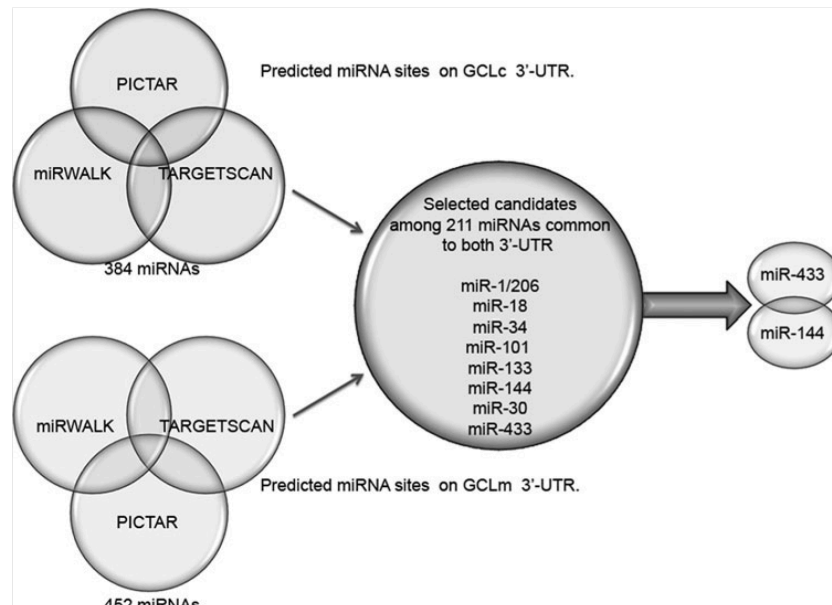 PICTAR
Predicted miRNA sites on GCLc 3'-UTR.
miRWALK
TARGETSCAN
384 miRNAs
Selected candidates
among 211 miRNAs common
to both 3'-UTR
miR-1/206
miR-18
miR-34
miR-101
miR-133
miR-144
miR-30
miR-433
miR-433
miR-144
miRWALK
TARGETSCAN
Predicted miRNA sites on GCLm 3'-UTR.
PICTAR
452 miRNAs